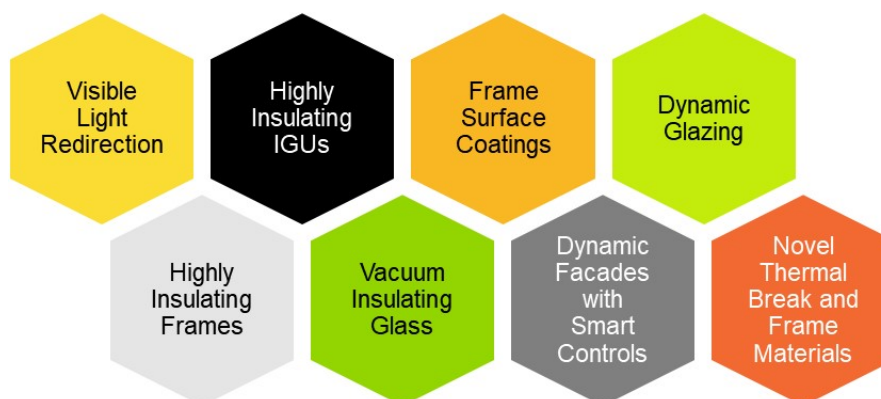 Visible
Light
Redirection
Highly
Insulating
IGUs
Frame
Surface
Coatings
Dynamic
Glazing
Highly
Insulating
Frames
Vacuum
Insulating
Glass
Dynamic
Facades
with
Smart
Controls
Novel
Thermal
Break and
Frame
Materials